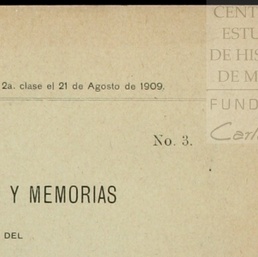 CENT
ESTU
DE HIS
DE M
FUND
Carl
2a. clase el 21 de Agosto de 1909.
No. 3.
Y MEMORIAS
DEL